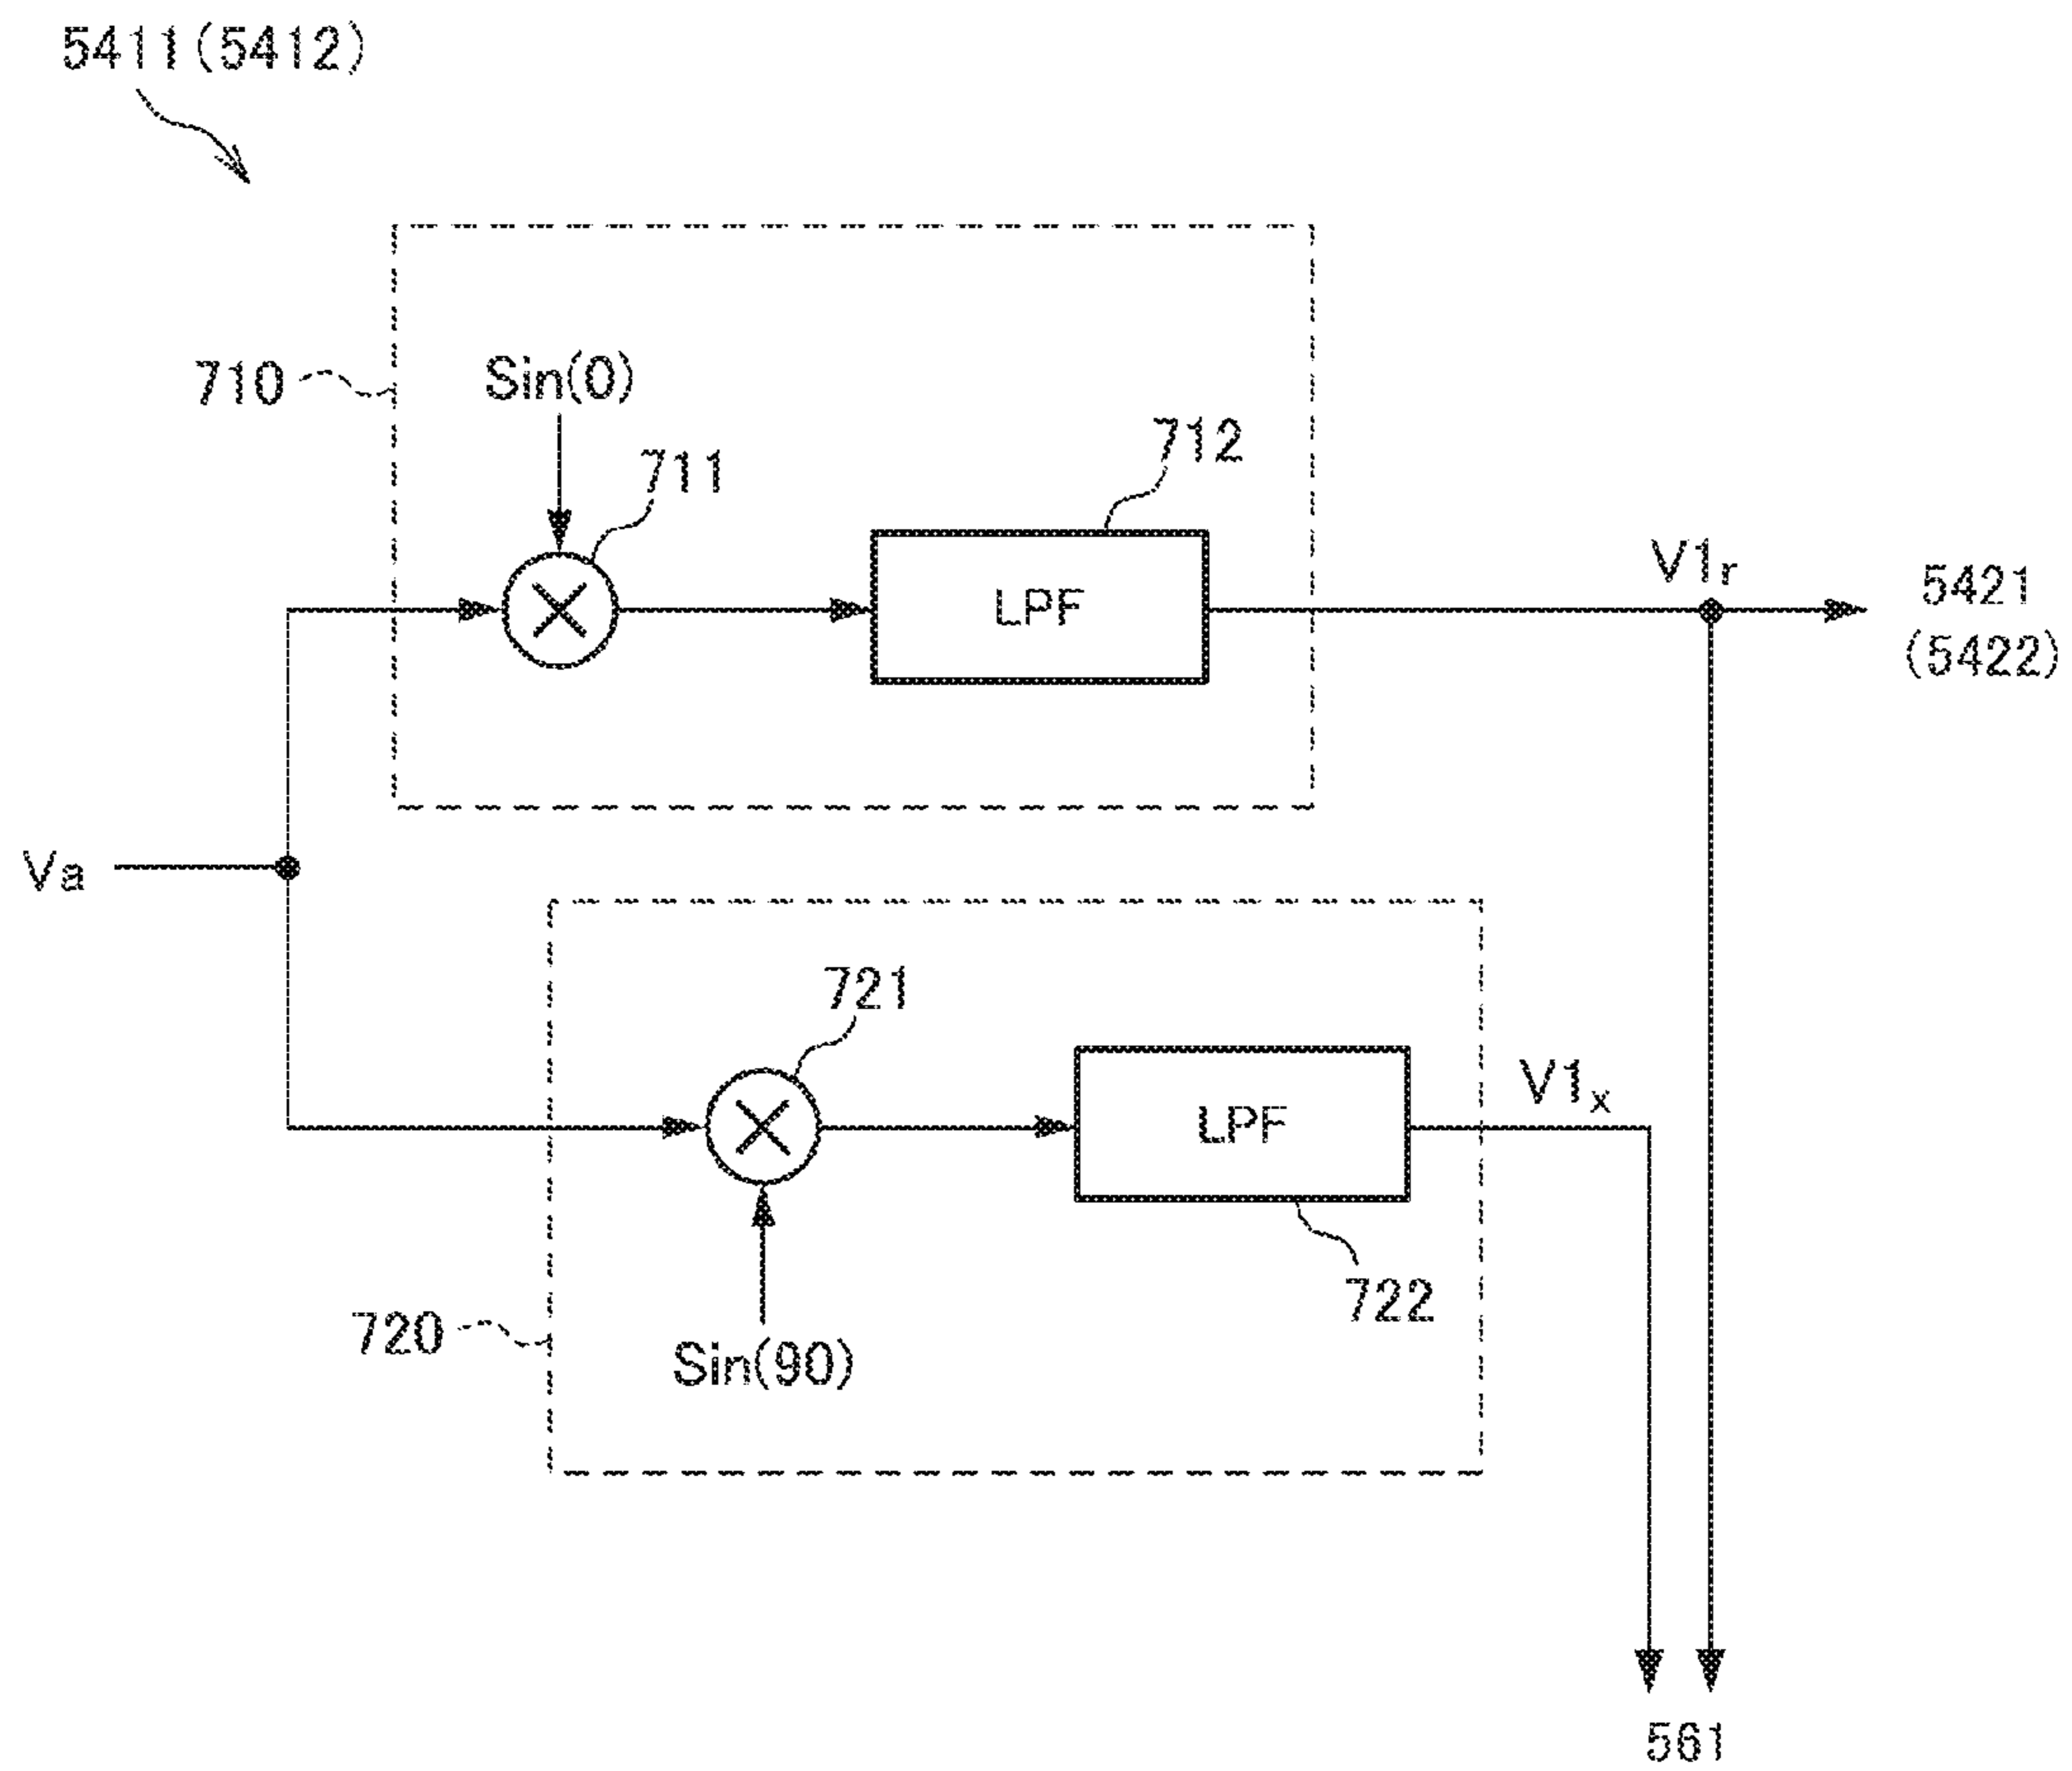 5411(5412)
710
Sin(0)
711
712
LPF
V1r
5421
(5422)
Va
721
LPF
V1x
722
720
Sin(90)
561